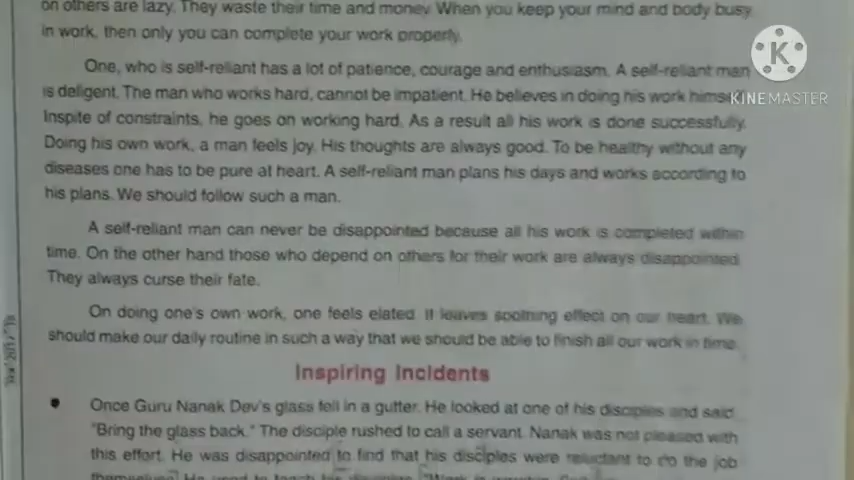 on others are lazy. They waste their time and money. When you keep your mind and body busy
in work, then only you can complete your work properly.
One, who is self-reliant has a lot of patience, courage and enthusiasm. A self-reliant man
is deligent. The man who works hard, cannot be impatient. He believes in doing his work himself.
Inspite of constraints, he goes on working hard. As a result all his work is done successfully.
Doing his own work, a man feels joy. His thoughts are always good. To be healthy without any
diseases one has to be pure at heart. A self-reliant man plans his days and works according to
his plans. We should follow such a man.
A self-reliant man can never be disappointed because all his work is completed within
time. On the other hand those who depend on others for their work are always disappointed.
They always curse their fate.
On doing one's own work, one feels elated. It leaves soothing effect on our heart. We
should make our daily routine in such a way that we should be able to finish all our work in time.
Inspiring Incidents
• Once Guru Nanak Dev's glass fell in a gutter. He looked at one of his disciples and said
"Bring the glass back." The disciple rushed to call a servant. Nanak was not pleased with
this effort. He was disappointed to find that his disciples were reluctant to do the job
K
KINEMASTER